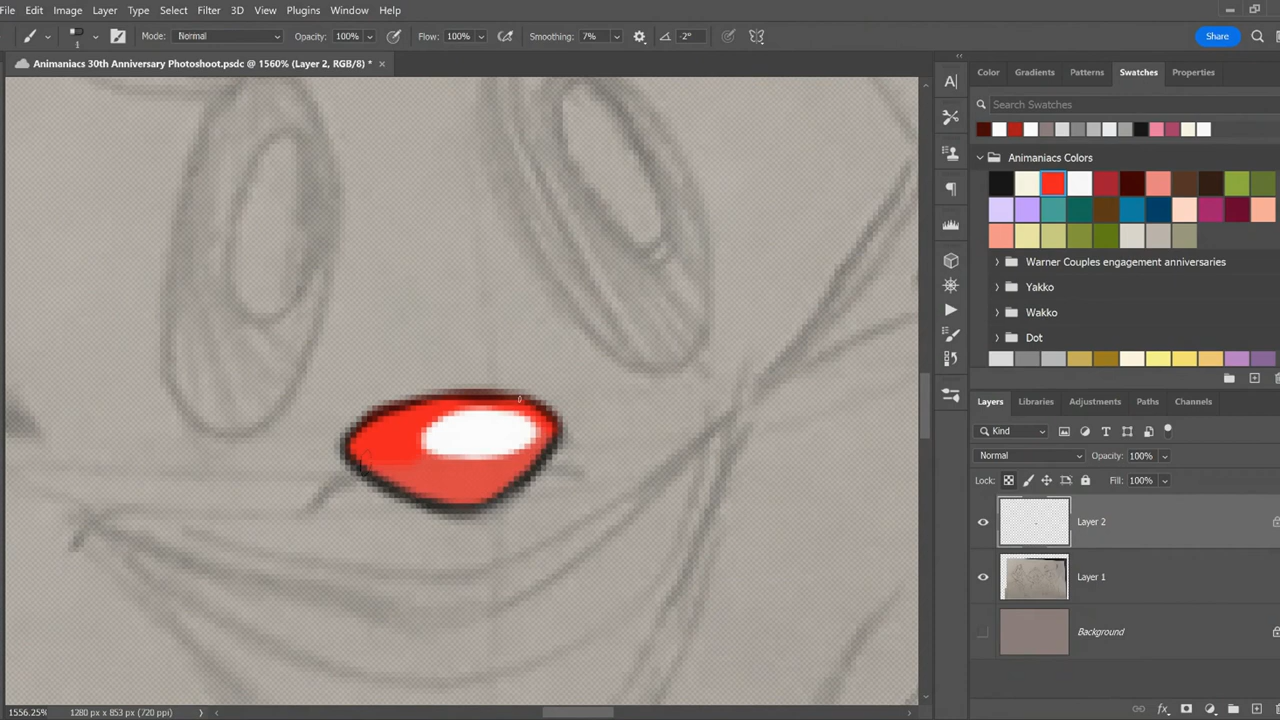 File Edit Image Layer Type Select Filter 3D View Plugins Window Help
1 Mode: Normal Opacity: 100% Flow: 100% Smoothing: 7% -2° Share
Animaniacs 30th Anniversary Photoshoot.psdc @ 1560% (Layer 2, RGB/8) * ×
Color Gradients Patterns Swatches Properties
Search Swatches
Animaniacs Colors
Warner Couples engagement anniversaries
Yakko
Wakko
Dot
Layers Libraries Adjustments Paths Channels
Kind
Normal Opacity: 100%
Lock: Fill: 100%
Layer 2
Layer 1
Background
1556.25% 1280 px x 853 px (720 ppi)